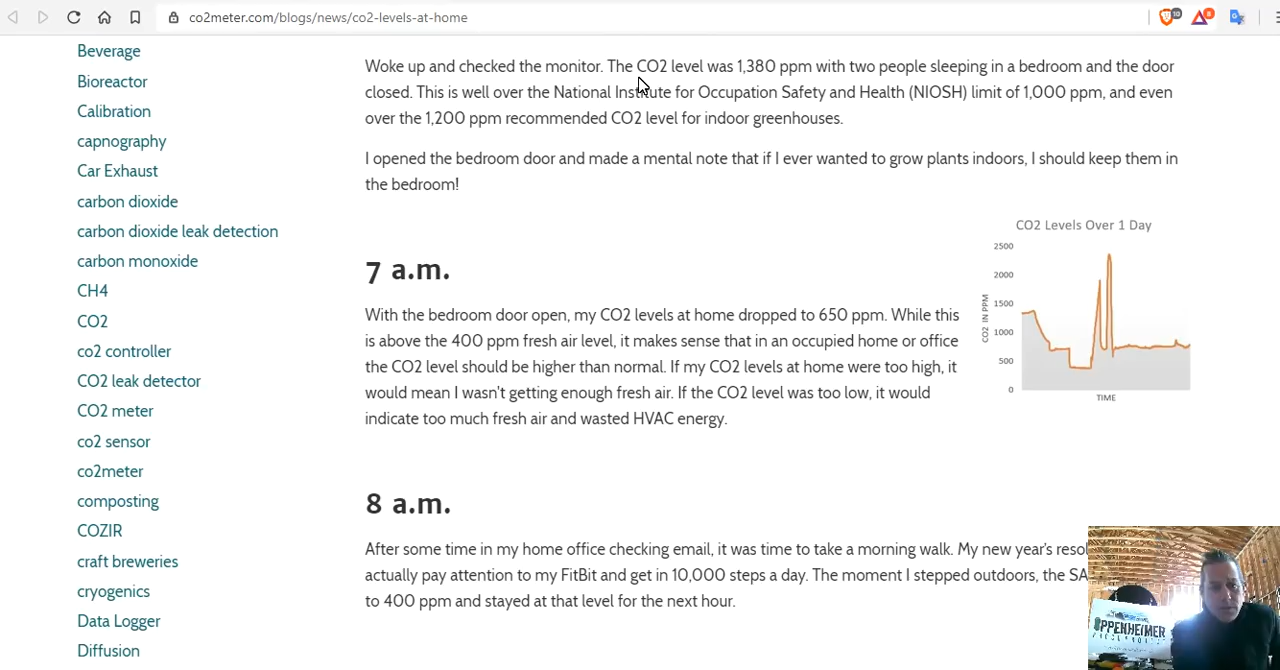 co2meter.com/blogs/news/co2-levels-at-home
10
8
Beverage
Bioreactor
Calibration
capnography
Car Exhaust
carbon dioxide
carbon dioxide leak detection
carbon monoxide
CH4
CO2
co2 controller
CO2 leak detector
CO2 meter
co2 sensor
co2meter
composting
COZIR
craft breweries
cryogenics
Data Logger
Diffusion
Woke up and checked the monitor. The CO2 level was 1,380 ppm with two people sleeping in a bedroom and the door
closed. This is well over the National Institute for Occupation Safety and Health (NIOSH) limit of 1,000 ppm, and even
over the 1,200 ppm recommended CO2 level for indoor greenhouses.
I opened the bedroom door and made a mental note that if I ever wanted to grow plants indoors, I should keep them in
the bedroom!
7 a.m.
With the bedroom door open, my CO2 levels at home dropped to 650 ppm. While this
is above the 400 ppm fresh air level, it makes sense that in an occupied home or office
the CO2 level should be higher than normal. If my CO2 levels at home were too high, it
would mean I wasn't getting enough fresh air. If the CO2 level was too low, it would
indicate too much fresh air and wasted HVAC energy.
CO2 Levels Over 1 Day
2500
2000
1500
1000
500
0
CO2 IN PPM
TIME
8 a.m.
After some time in my home office checking email, it was time to take a morning walk. My new year's reso
actually pay attention to my FitBit and get in 10,000 steps a day. The moment I stepped outdoors, the SA
to 400 ppm and stayed at that level for the next hour.
OPPENHEIMER